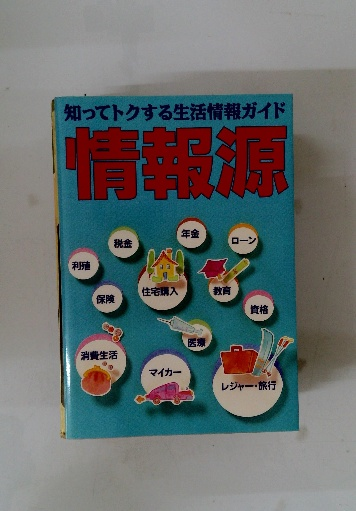 知ってトクする生活情報ガイド
情報源
年金
税金
ローン
利殖
住宅購入
教育
保険
資格
医療
消費生活
マイカー
レジャー・旅行